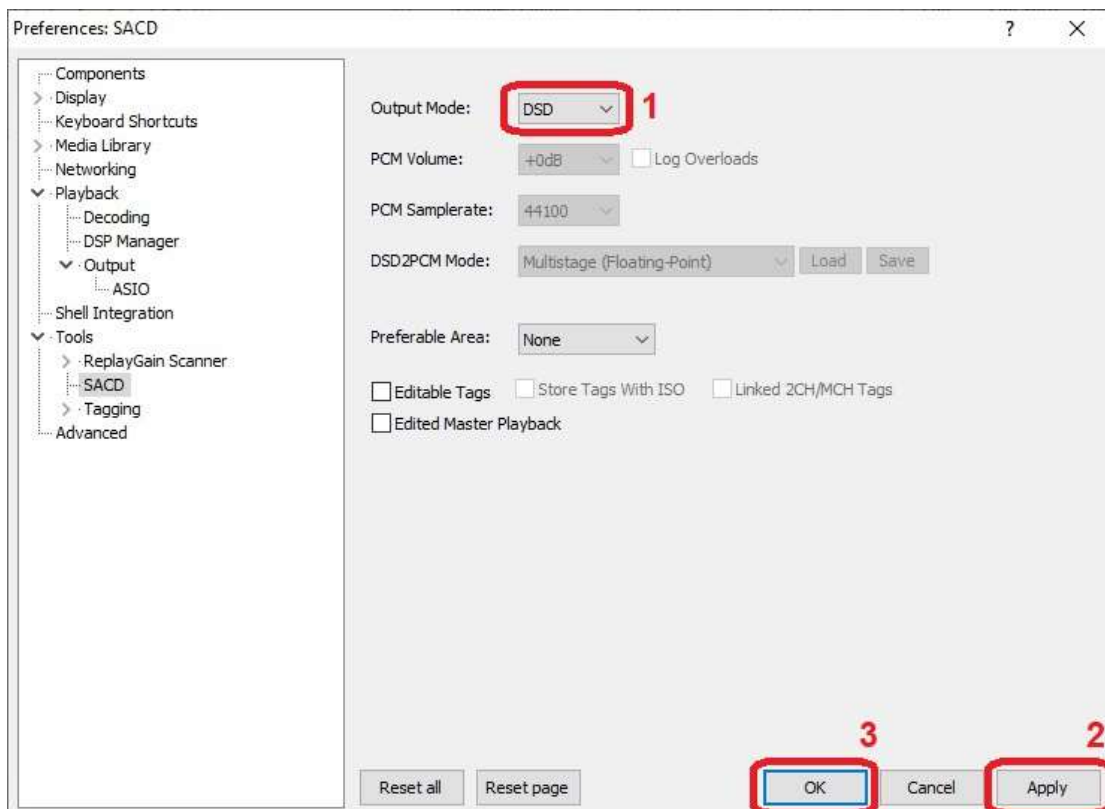 Preferences: SACD ?
Components
Display
Keyboard Shortcuts
Media Library
Networking
Playback
Decoding
DSP Manager
Output
ASIO
Shell Integration
Tools
ReplayGain Scanner
SACD
Tagging
Advanced
Output Mode: DSD 1
PCM Volume: +0dB Log Overloads
PCM Samplerate: 44100
DSD2PCM Mode: Multistage (Floating-Point) Load Save
Preferable Area: None
Editable Tags Store Tags With ISO Linked 2CH/MCH Tags
Edited Master Playback
3 2
Reset all Reset page OK Cancel Apply